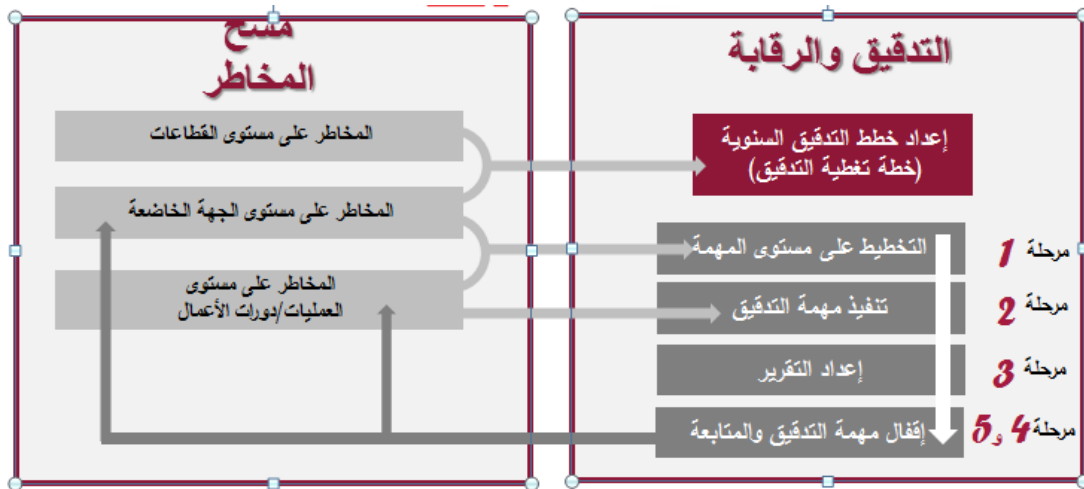 التدقيق والرقابة
إعداد خطط التدقيق السنوية
(خطة تغطية التدقيق)
التخطيط على مستوى المهمة
مرحلة 1
تنفيذ مهمة التدقيق
مرحلة 2
إعداد التقرير
مرحلة 3
إقفال مهمة التدقيق والمتابعة
مرحلة 4 و5
مسح
المخاطر
المخاطر على مستوى القطاعات
المخاطر على مستوى الجهة الخاضعة
المخاطر على مستوى
العمليات/دورات الأعمال